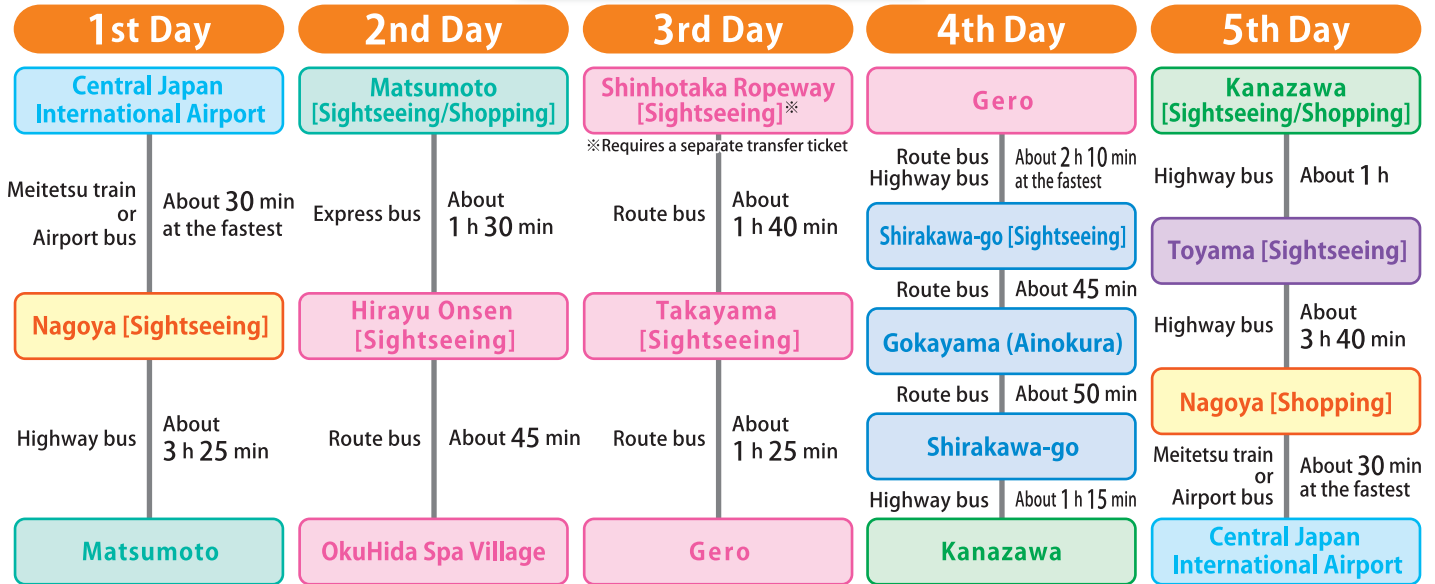 1st Day
Central Japan
International Airport
Meitetsu train
or
Airport bus
About 30 min
at the fastest
Nagoya [Sightseeing]
Highway bus
About
3 h 25 min
Matsumoto
2nd Day
Matsumoto
[Sightseeing/Shopping]
Express bus
About
1 h 30 min
Hirayu Onsen
[Sightseeing]
Route bus
About 45 min
OkuHida Spa Village
3rd Day
Shinhotaka Ropeway
[Sightseeing]※
※Requires a separate transfer ticket
Route bus
About
1 h 40 min
Takayama
[Sightseeing]
Route bus
About
1 h 25 min
Gero
4th Day
Gero
Route bus
Highway bus
About 2 h 10 min
at the fastest
Shirakawa-go [Sightseeing]
Route bus
About 45 min
Gokayama (Ainokura)
Route bus
About 50 min
Shirakawa-go
Highway bus
About 1 h 15 min
Kanazawa
5th Day
Kanazawa
[Sightseeing/Shopping]
Highway bus
About 1 h
Toyama [Sightseeing]
Highway bus
About
3 h 40 min
Nagoya [Shopping]
Meitetsu train
or
Airport bus
About 30 min
at the fastest
Central Japan
International Airport